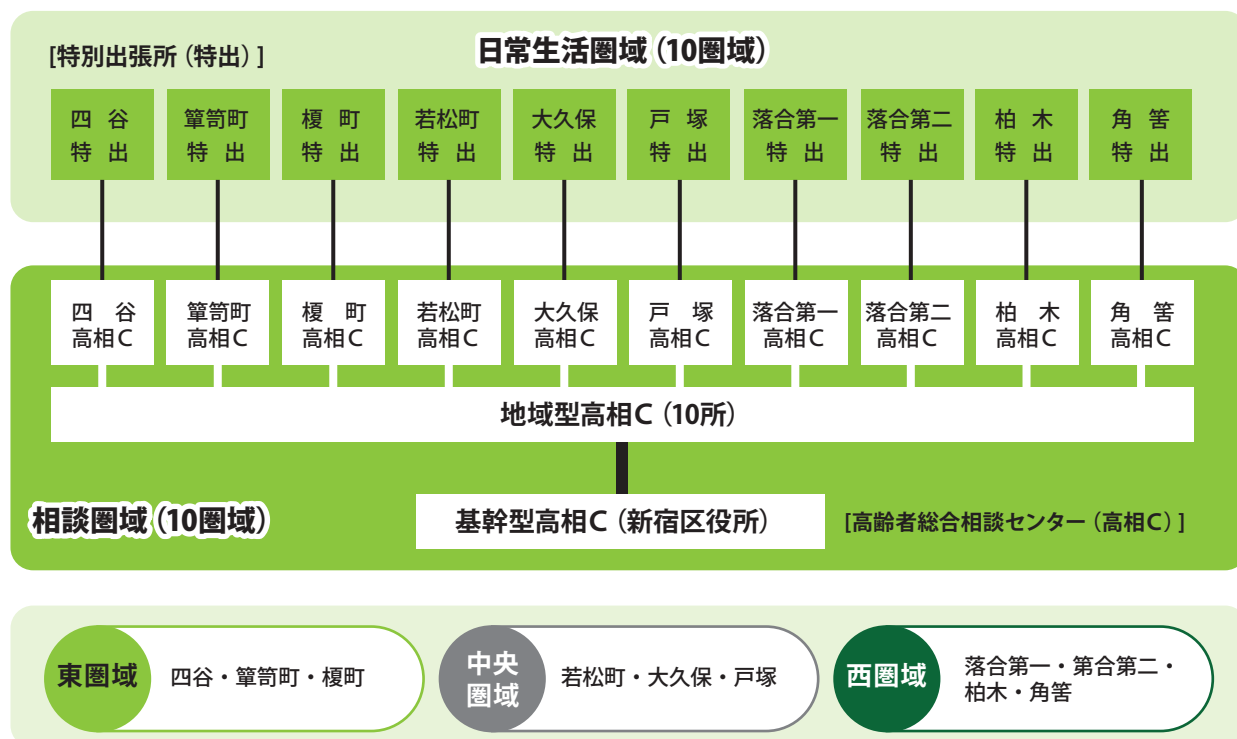 [特別出張所（特出）]
日常生活圏域（10圏域）
四谷 特出
簞笥町 特出
榎町 特出
若松町 特出
大久保 特出
戸塚 特出
落合第一 特出
落合第二 特出
柏木 特出
角筈 特出
四谷 高相C
簞笥町 高相C
榎町 高相C
若松町 高相C
大久保 高相C
戸塚 高相C
落合第一 高相C
落合第二 高相C
柏木 高相C
角筈 高相C
地域型高相C（10所）
相談圏域（10圏域）
基幹型高相C（新宿区役所）
[高齢者総合相談センター（高相C）]
東圏域
四谷・簞笥町・榎町
中央
圏域
若松町・大久保・戸塚
西圏域
落合第一・第合第二・
柏木・角筈